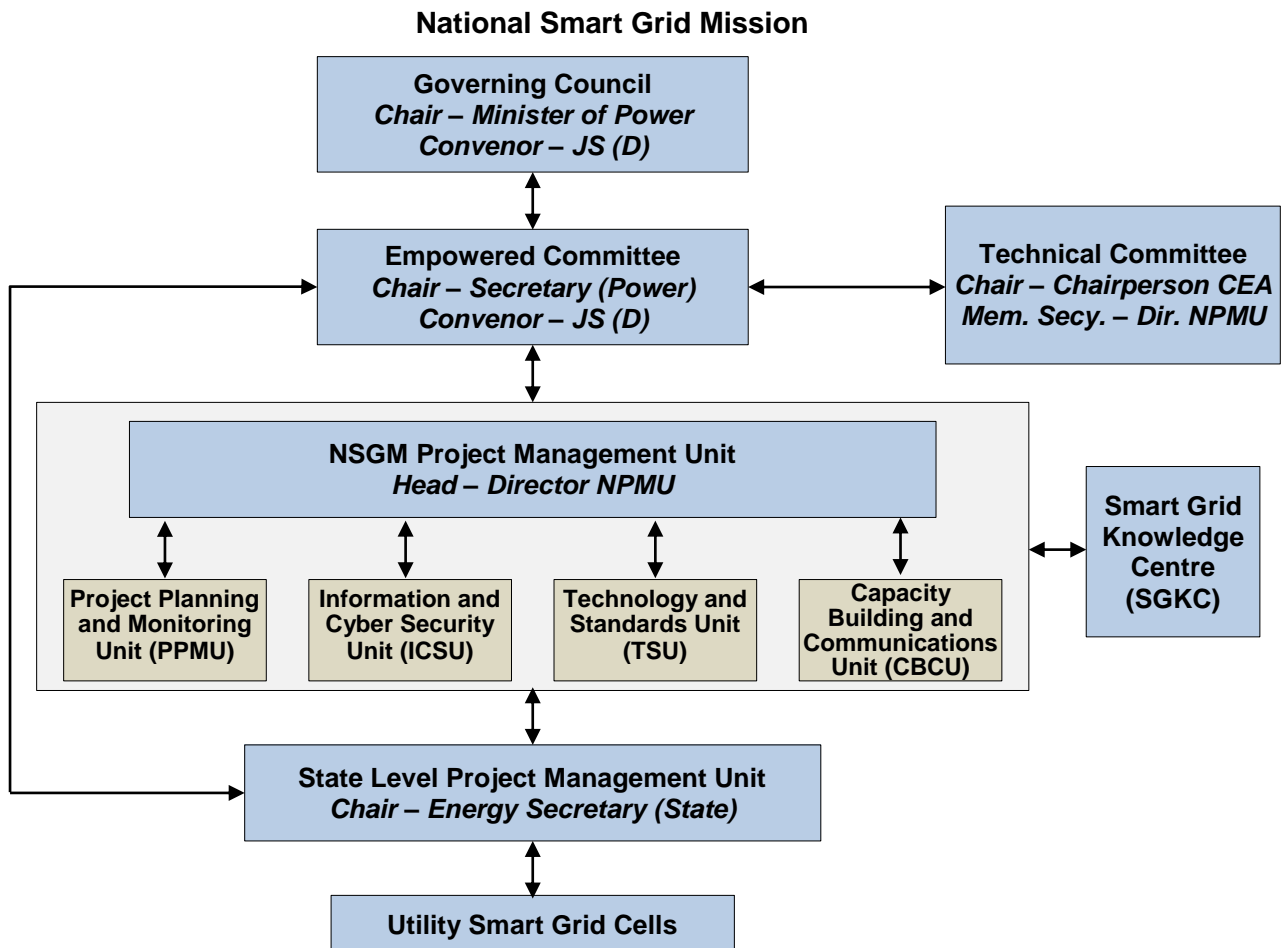 National Smart Grid Mission
Governing Council
Chair – Minister of Power
Convenor – JS (D)
Empowered Committee
Chair – Secretary (Power)
Convenor – JS (D)
Technical Committee
Chair – Chairperson CEA
Mem. Secy. – Dir. NPMU
NSGM Project Management Unit
Head – Director NPMU
Smart Grid
Knowledge
Centre
(SGKC)
Project Planning
and Monitoring
Unit (PPMU)
Information and
Cyber Security
Unit (ICSU)
Technology and
Standards Unit
(TSU)
Capacity
Building and
Communications
Unit (CBCU)
State Level Project Management Unit
Chair – Energy Secretary (State)
Utility Smart Grid Cells